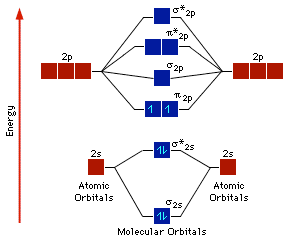 σ*2p
π*2p
2p
2p
σ2p
π2p
Energy
σ*2s
2s
2s
Atomic
Orbitals
Atomic
Orbitals
σ2s
Molecular Orbitals